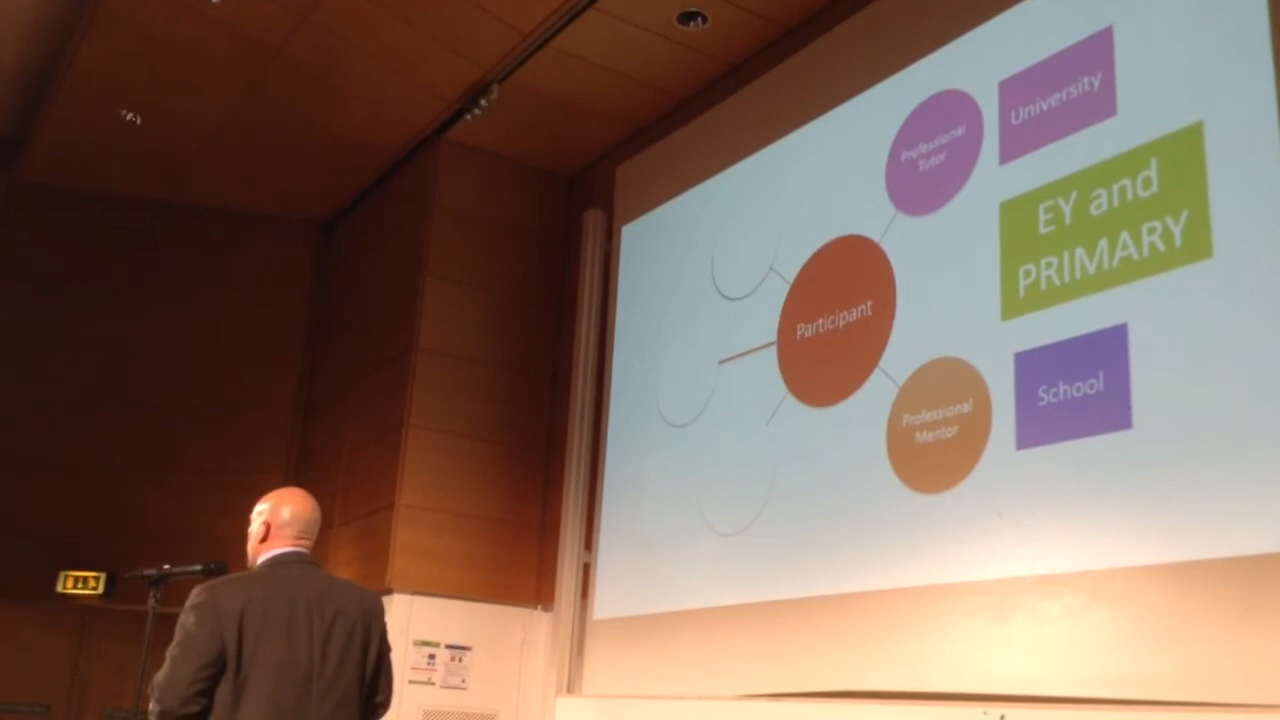 University
Professional
Tutor
EY and
PRIMARY
Participant
School
Professional
Mentor